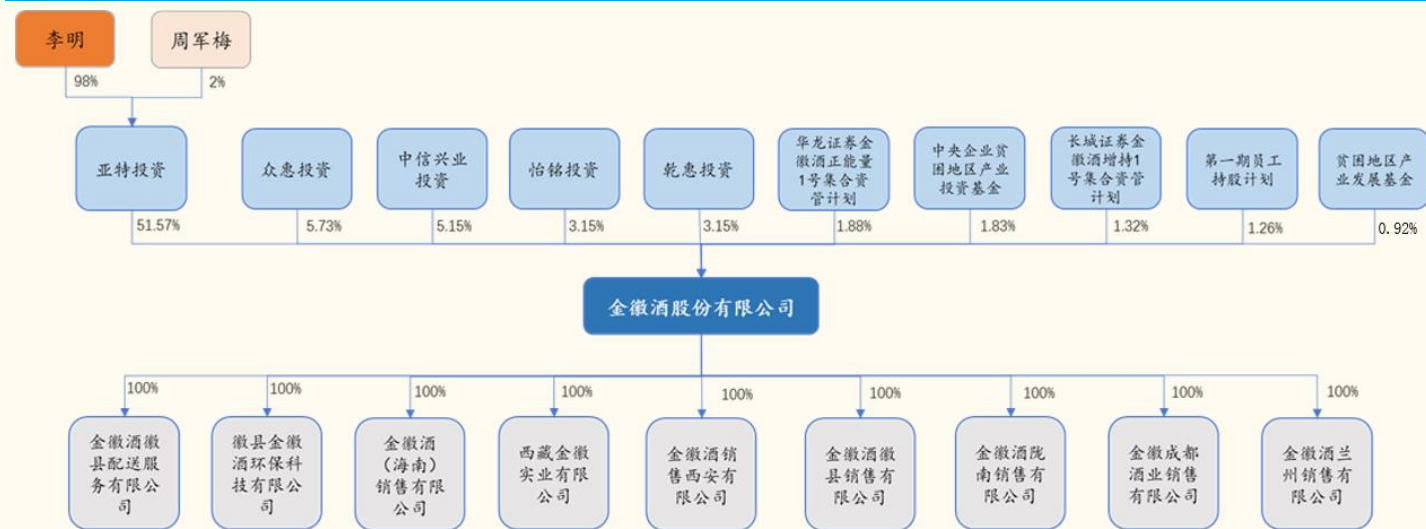 李明
周军梅
98%
2%
亚特投资
众惠投资
中信兴业
投资
怡铭投资
乾惠投资
华龙证券金
徽酒正能量
1号集合资
管计划
中央企业贫
困地区产业
投资基金
长城证券金
徽酒增持1
号集合资管
计划
第一期员工
持股计划
贫困地区产
业发展基金
51.57%
5.73%
5.15%
3.15%
3.15%
1.88%
1.83%
1.32%
1.26%
0.92%
金徽酒股份有限公司
100%
100%
100%
100%
100%
100%
100%
100%
100%
金徽酒徽
县配送服
务有限公
司
徽县金徽
酒环保科
技有限公
司
金徽酒
（海南）
销售有限
公司
西藏金徽
实业有限
公司
金徽酒销
售西安有
限公司
金徽酒徽
县销售有
限公司
金徽酒陇
南销售有
限公司
金徽成都
酒业销售
有限公司
金徽酒兰
州销售有
限公司